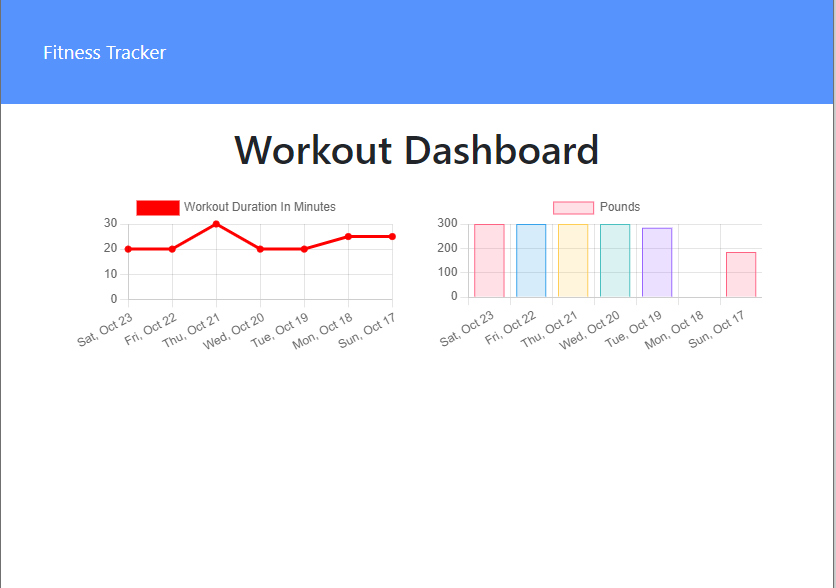 Fitness Tracker
Workout Dashboard
Workout Duration In Minutes
30
20
10
0
Sat, Oct 23
Fri, Oct 22
Thu, Oct 21
Wed, Oct 20
Tue, Oct 19
Mon, Oct 18
Sun, Oct 17
Pounds
300
200
100
0
Sat, Oct 23
Fri, Oct 22
Thu, Oct 21
Wed, Oct 20
Tue, Oct 19
Mon, Oct 18
Sun, Oct 17